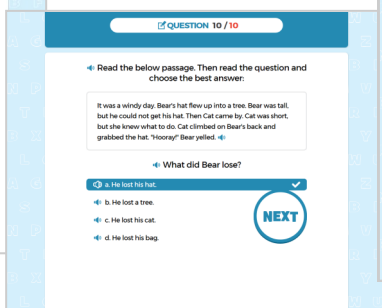 QUESTION 10 / 10
Read the below passage. Then read the question and
choose the best answer:
It was a windy day. Bear's hat flew up into a tree. Bear was tall,
but he could not get his hat. Then Cat came by. Cat was short,
but she knew what to do. Cat climbed on Bear's back and
grabbed the hat. "Hooray!" Bear yelled.
What did Bear lose?
a. He lost his hat.
b. He lost a tree.
c. He lost his cat.
d. He lost his bag.
NEXT